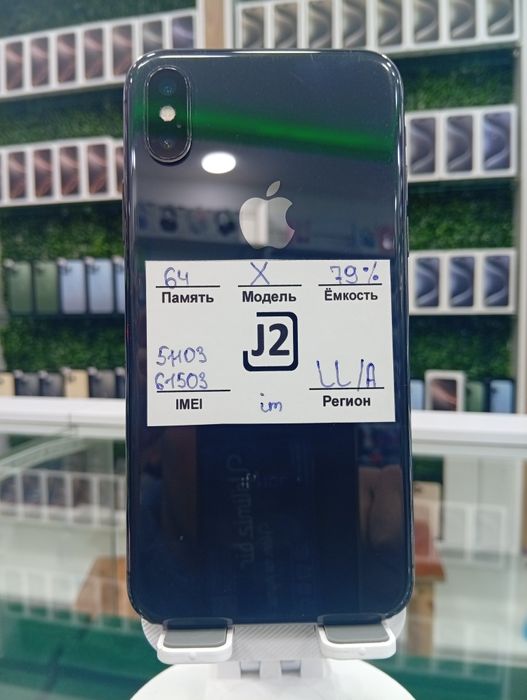 64 X 79%
Память Модель Ёмкость
J2
51103
61503 LL/A
IMEI im Регион